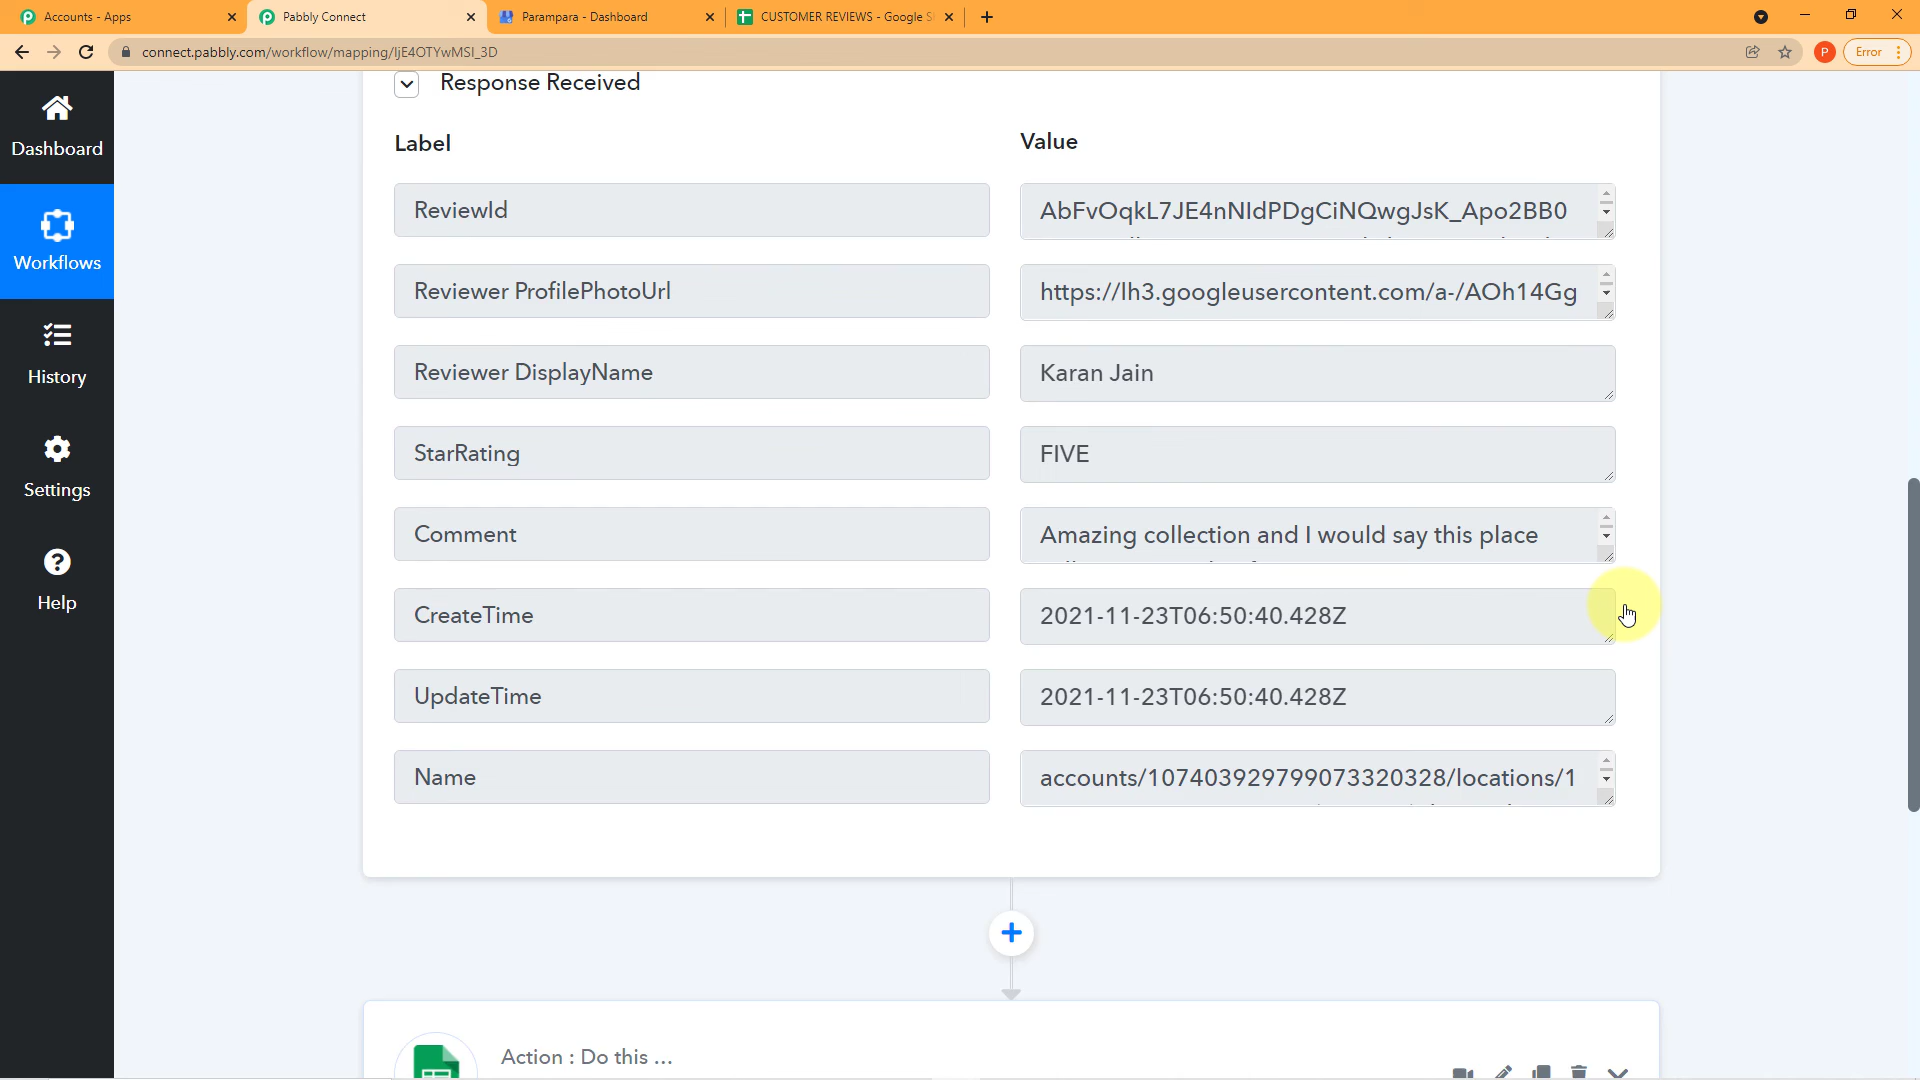 Accounts - Apps
Pabbly Connect
Parampara - Dashboard
CUSTOMER REVIEWS - Google S
connect.pabbly.com/workflow/mapping/IjE4OTYwMSI_3D
P
Error
Dashboard
Workflows
History
Settings
Help
Response Received
Label
Value
ReviewId
AbFvOqkL7JE4nNIdPDgCiNQwgJsK_Apo2BB0
Reviewer ProfilePhotoUrl
https://lh3.googleusercontent.com/a-/AOh14Gg
Reviewer DisplayName
Karan Jain
StarRating
FIVE
Comment
Amazing collection and I would say this place
CreateTime
2021-11-23T06:50:40.428Z
UpdateTime
2021-11-23T06:50:40.428Z
Name
accounts/107403929799073320328/locations/1
Action : Do this ...